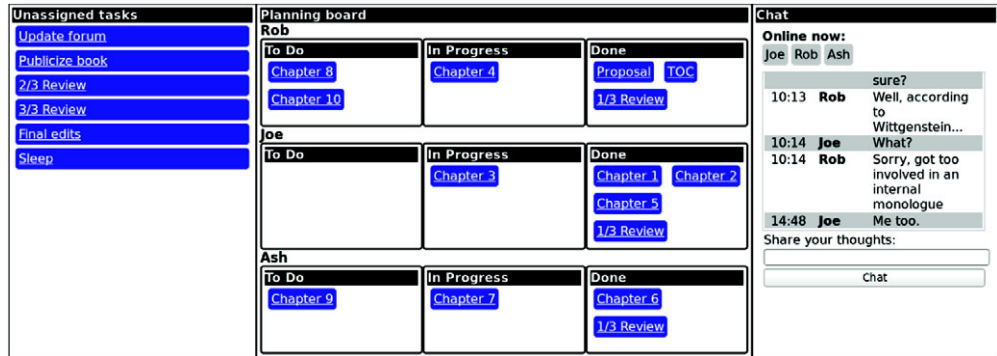 Unassigned tasks
Update forum
Publicize book
2/3 Review
3/3 Review
Final edits
Sleep
Planning board
Rob
To Do
Chapter 8
Chapter 10
In Progress
Chapter 4
Done
Proposal TOC
1/3 Review
Joe
To Do
In Progress
Chapter 3
Done
Chapter 1 Chapter 2
Chapter 5
1/3 Review
Ash
To Do
Chapter 9
In Progress
Chapter 7
Done
Chapter 6
1/3 Review
Chat
Online now:
Joe Rob Ash
sure?
10:13 Rob Well, according
to
Wittgenstein...
10:14 Joe What?
10:14 Rob Sorry, got too
involved in an
internal
monologue
14:48 Joe Me too.
Share your thoughts:
Chat